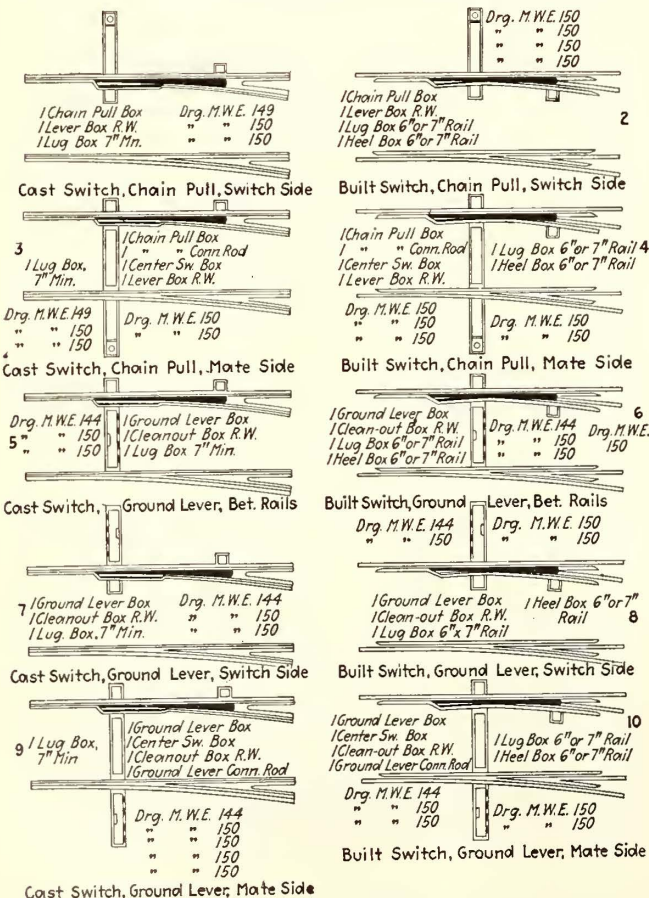 1 Chain Pull Box Drg. M.W.E. 149
1 Lever Box R.W. " " 150
1 Lug Box 7" Mn. " " 150
Cast Switch, Chain Pull, Switch Side
Drg. M.W.E. 150
" " 150
" " 150
" " 150
1 Chain Pull Box
1 Lever Box R.W.
1 Lug Box 6" or 7" Rail
1 Heel Box 6" or 7" Rail
2
Built Switch, Chain Pull, Switch Side
3
1 Lug Box,
7" Min.
1 Chain Pull Box
1 " " Conn. Rod
1 Center Sw. Box
1 Lever Box R.W.
Drg. M.W.E. 149
" " 150
" " 150
Drg. M.W.E. 150
" " 150
Cast Switch, Chain Pull, Mate Side
1 Chain Pull Box
1 " " Conn. Rod
1 Center Sw. Box
1 Lever Box R.W.
1 Lug Box 6" or 7" Rail
1 Heel Box 6" or 7" Rail
4
Drg. M.W.E. 150
" " 150
" " 150
Drg. M.W.E. 150
" " 150
Built Switch, Chain Pull, Mate Side
5
Drg. M.W.E. 144
" " 150
" " 150
1 Ground Lever Box
1 Cleanout Box R.W.
1 Lug Box 7" Min.
Cast Switch, Ground Lever, Bet. Rails
1 Ground Lever Box
1 Clean-out Box R.W.
1 Lug Box 6" or 7" Rail
1 Heel Box 6" or 7" Rail
Drg. M.W.E. 144
" " 150
" " 150
6
Drg. M.W.E.
150
Built Switch, Ground Lever, Bet. Rails
7
1 Ground Lever Box Drg. M.W.E. 144
1 Cleanout Box R.W. " " 150
1 Lug. Box, 7" Min. " " 150
Cast Switch, Ground Lever, Switch Side
Drg. M.W.E. 144
" " 150
Drg. M.W.E. 150
" " 150
1 Ground Lever Box
1 Clean-out Box R.W.
1 Lug Box 6" x 7" Rail
1 Heel Box 6" or 7"
Rail
8
Built Switch, Ground Lever, Switch Side
9
1 Lug Box,
7" Min
1 Ground Lever Box
1 Center Sw. Box
1 Cleanout Box R.W.
1 Ground Lever Conn. Rod
Drg. M.W.E. 144
" " 150
" " 150
" " 150
" " 150
Cast Switch, Ground Lever, Mate Side
1 Ground Lever Box
1 Center Sw. Box
1 Clean-out Box R.W.
1 Ground Lever Conn. Rod
10
1 Lug Box 6" or 7" Rail
1 Heel Box 6" or 7" Rail
Drg. M.W.E. 144
" " 150
" " 150
Drg. M.W.E. 150
" " 150
Built Switch, Ground Lever, Mate Side